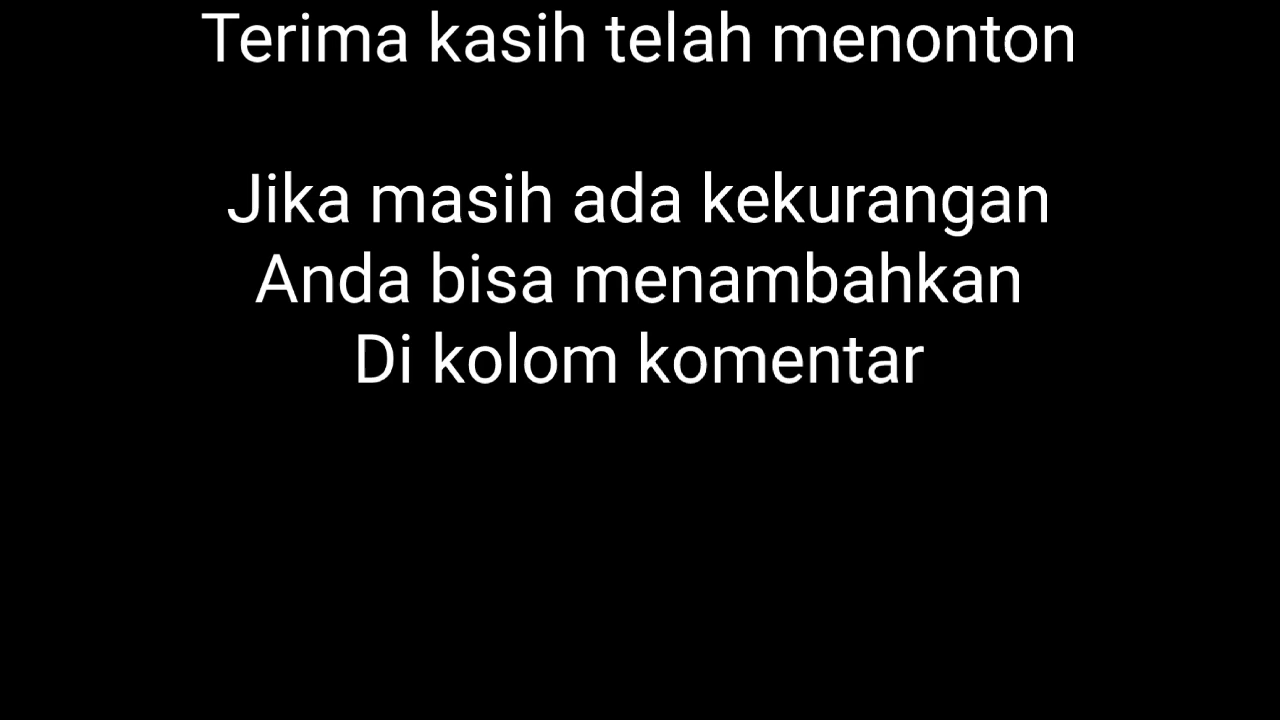 Terima kasih telah menonton
Jika masih ada kekurangan
Anda bisa menambahkan
Di kolom komentar